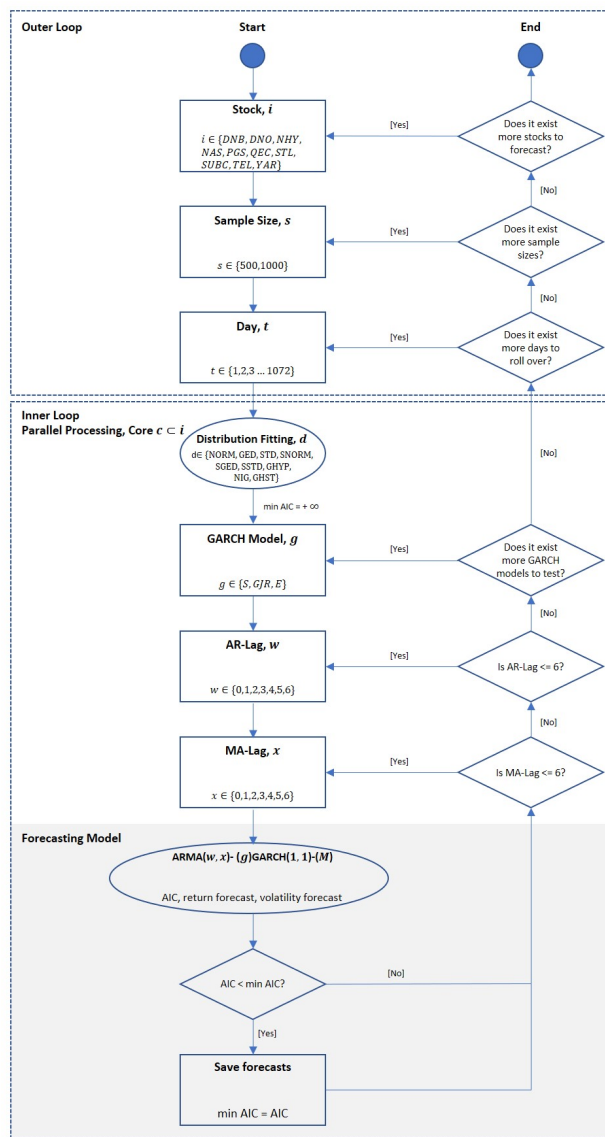 Outer Loop
Start
End
Stock, i
i ∈ {DNB, DNO, NHY,
NAS, PGS, QEC, STL,
SUBC, TEL, YAR}
[Yes]
Does it exist
more stocks to
forecast?
[No]
Sample Size, s
s ∈ {500,1000}
[Yes]
Does it exist
more sample
sizes?
[No]
Day, t
t ∈ {1,2,3 … 1072}
[Yes]
Does it exist
more days to
roll over?
Inner Loop
Parallel Processing, Core c ⊂ i
Distribution Fitting, d
d∈ {NORM, GED, STD, SNORM,
SGED, SSTD, GHYP,
NIG, GHST}
[No]
min AIC = + ∞
GARCH Model, g
g ∈ {S, GJR, E}
[Yes]
Does it exist
more GARCH
models to test?
[No]
AR-Lag, w
w ∈ {0,1,2,3,4,5,6}
[Yes]
Is AR-Lag <= 6?
[No]
MA-Lag, x
x ∈ {0,1,2,3,4,5,6}
[Yes]
Is MA-Lag <= 6?
Forecasting Model
ARMA(w, x)- (g)GARCH(1, 1)-(M)
AIC, return forecast, volatility forecast
AIC < min AIC?
[No]
[Yes]
Save forecasts
min AIC = AIC